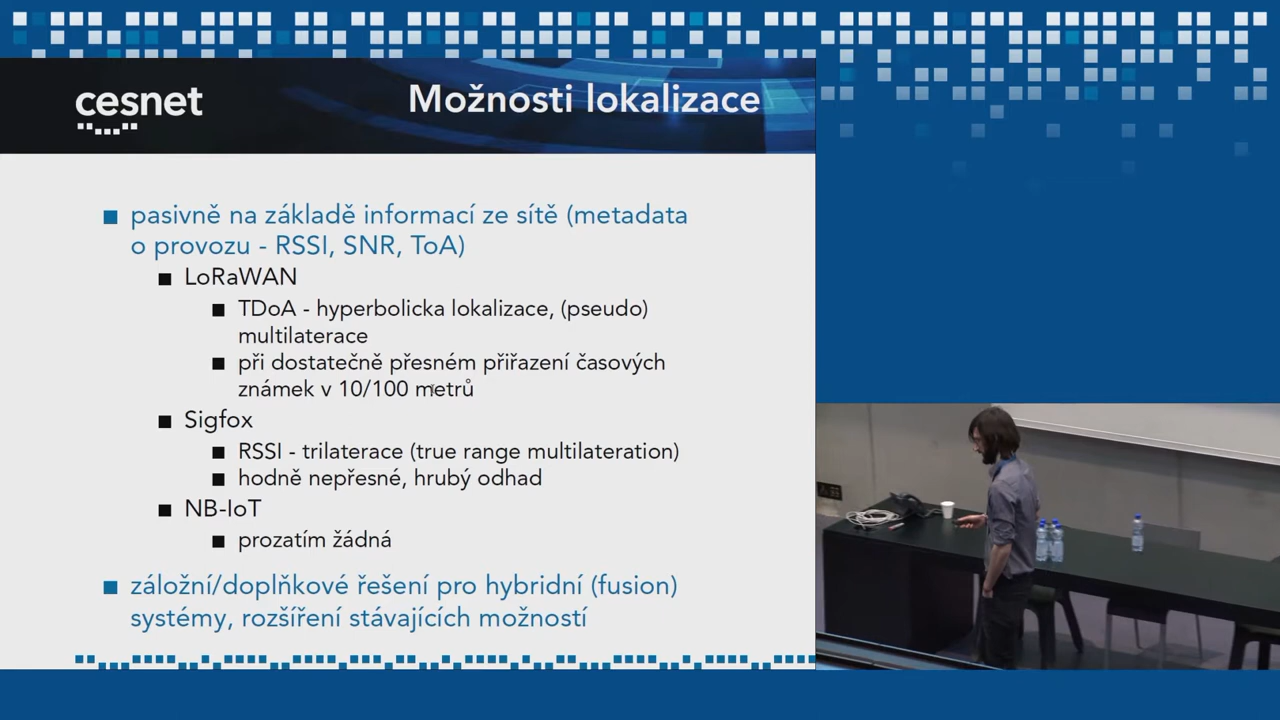 cesnet
Možnosti lokalizace
pasivně na základě informací ze sítě (metadata
o provozu - RSSI, SNR, ToA)
LoRaWAN
TDoA - hyperbolicka lokalizace, (pseudo)
multilaterace
při dostatečně přesném přiřazení časových
známek v 10/100 metrů
Sigfox
RSSI - trilaterace (true range multilateration)
hodně nepřesné, hrubý odhad
NB-IoT
prozatím žádná
záložní/doplňkové řešení pro hybridní (fusion)
systémy, rozšíření stávajících možností